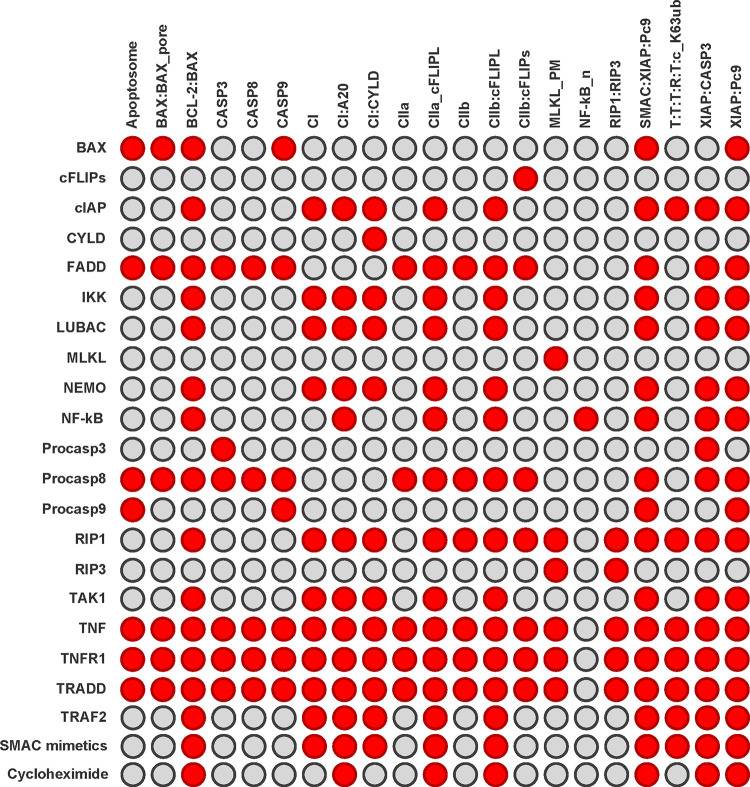 Apoptosome
BAX:BAX_pore
BCL-2:BAX
CASP3
CASP8
CASP9
CI
CI:A20
CI:CYLD
CIIa
CIIa_cFLIPL
CIIb
CIIb:cFLIPL
CIIb:cFLIPs
MLKL_PM
NF-kB_n
RIP1:RIP3
SMAC:XIAP:Pc9
T:T:T:R:T:c_K63ub
XIAP:CASP3
XIAP:Pc9
BAX
cFLIPs
cIAP
CYLD
FADD
IKK
LUBAC
MLKL
NEMO
NF-kB
Procasp3
Procasp8
Procasp9
RIP1
RIP3
TAK1
TNF
TNFR1
TRADD
TRAF2
SMAC mimetics
Cycloheximide